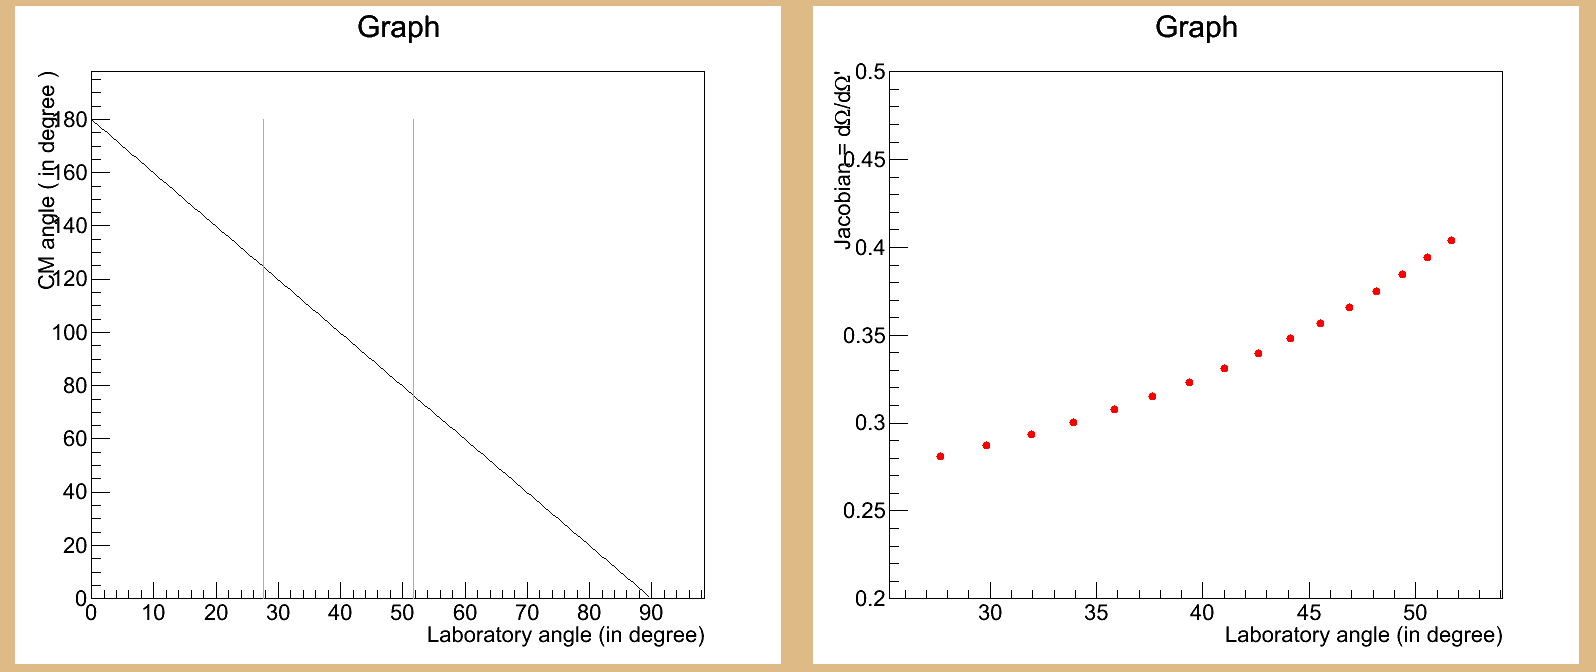 Graph
CM angle ( in degree )
180
160
140
120
100
80
60
40
20
0
0 10 20 30 40 50 60 70 80 90
Laboratory angle (in degree)
Graph
Jacobian = dΩ/dΩ'
0.5
0.45
0.4
0.35
0.3
0.25
0.2
30 35 40 45 50
Laboratory angle (in degree)